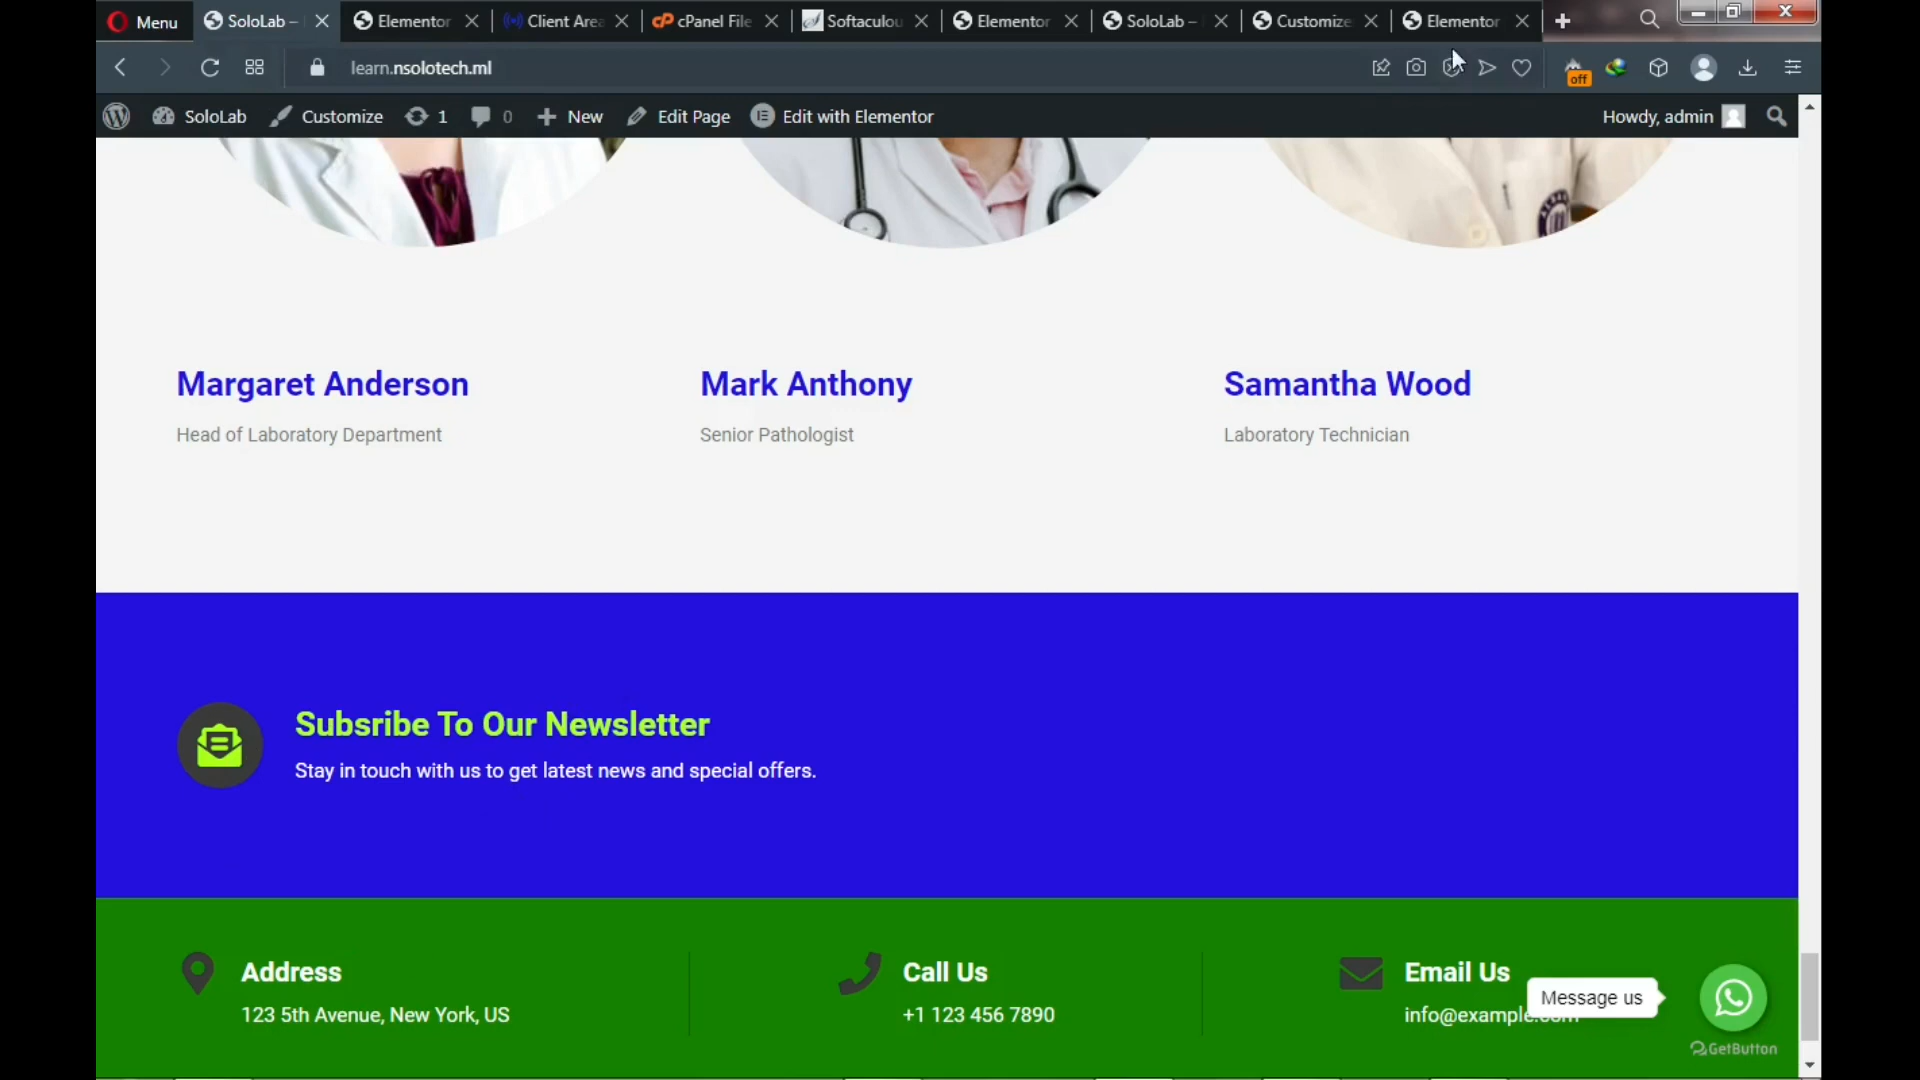 Menu
SoloLab –
Elementor
Client Area
cPanel File
Softaculou
Elementor
SoloLab –
Customize:
Elementor
learn.nsolotech.ml
off
SoloLab
Customize
1
0
New
Edit Page
Edit with Elementor
Howdy, admin
Margaret Anderson
Mark Anthony
Samantha Wood
Head of Laboratory Department
Senior Pathologist
Laboratory Technician
Subsribe To Our Newsletter
Stay in touch with us to get latest news and special offers.
Address
Call Us
Email Us
123 5th Avenue, New York, US
+1 123 456 7890
info@example.com
Message us
GetButton